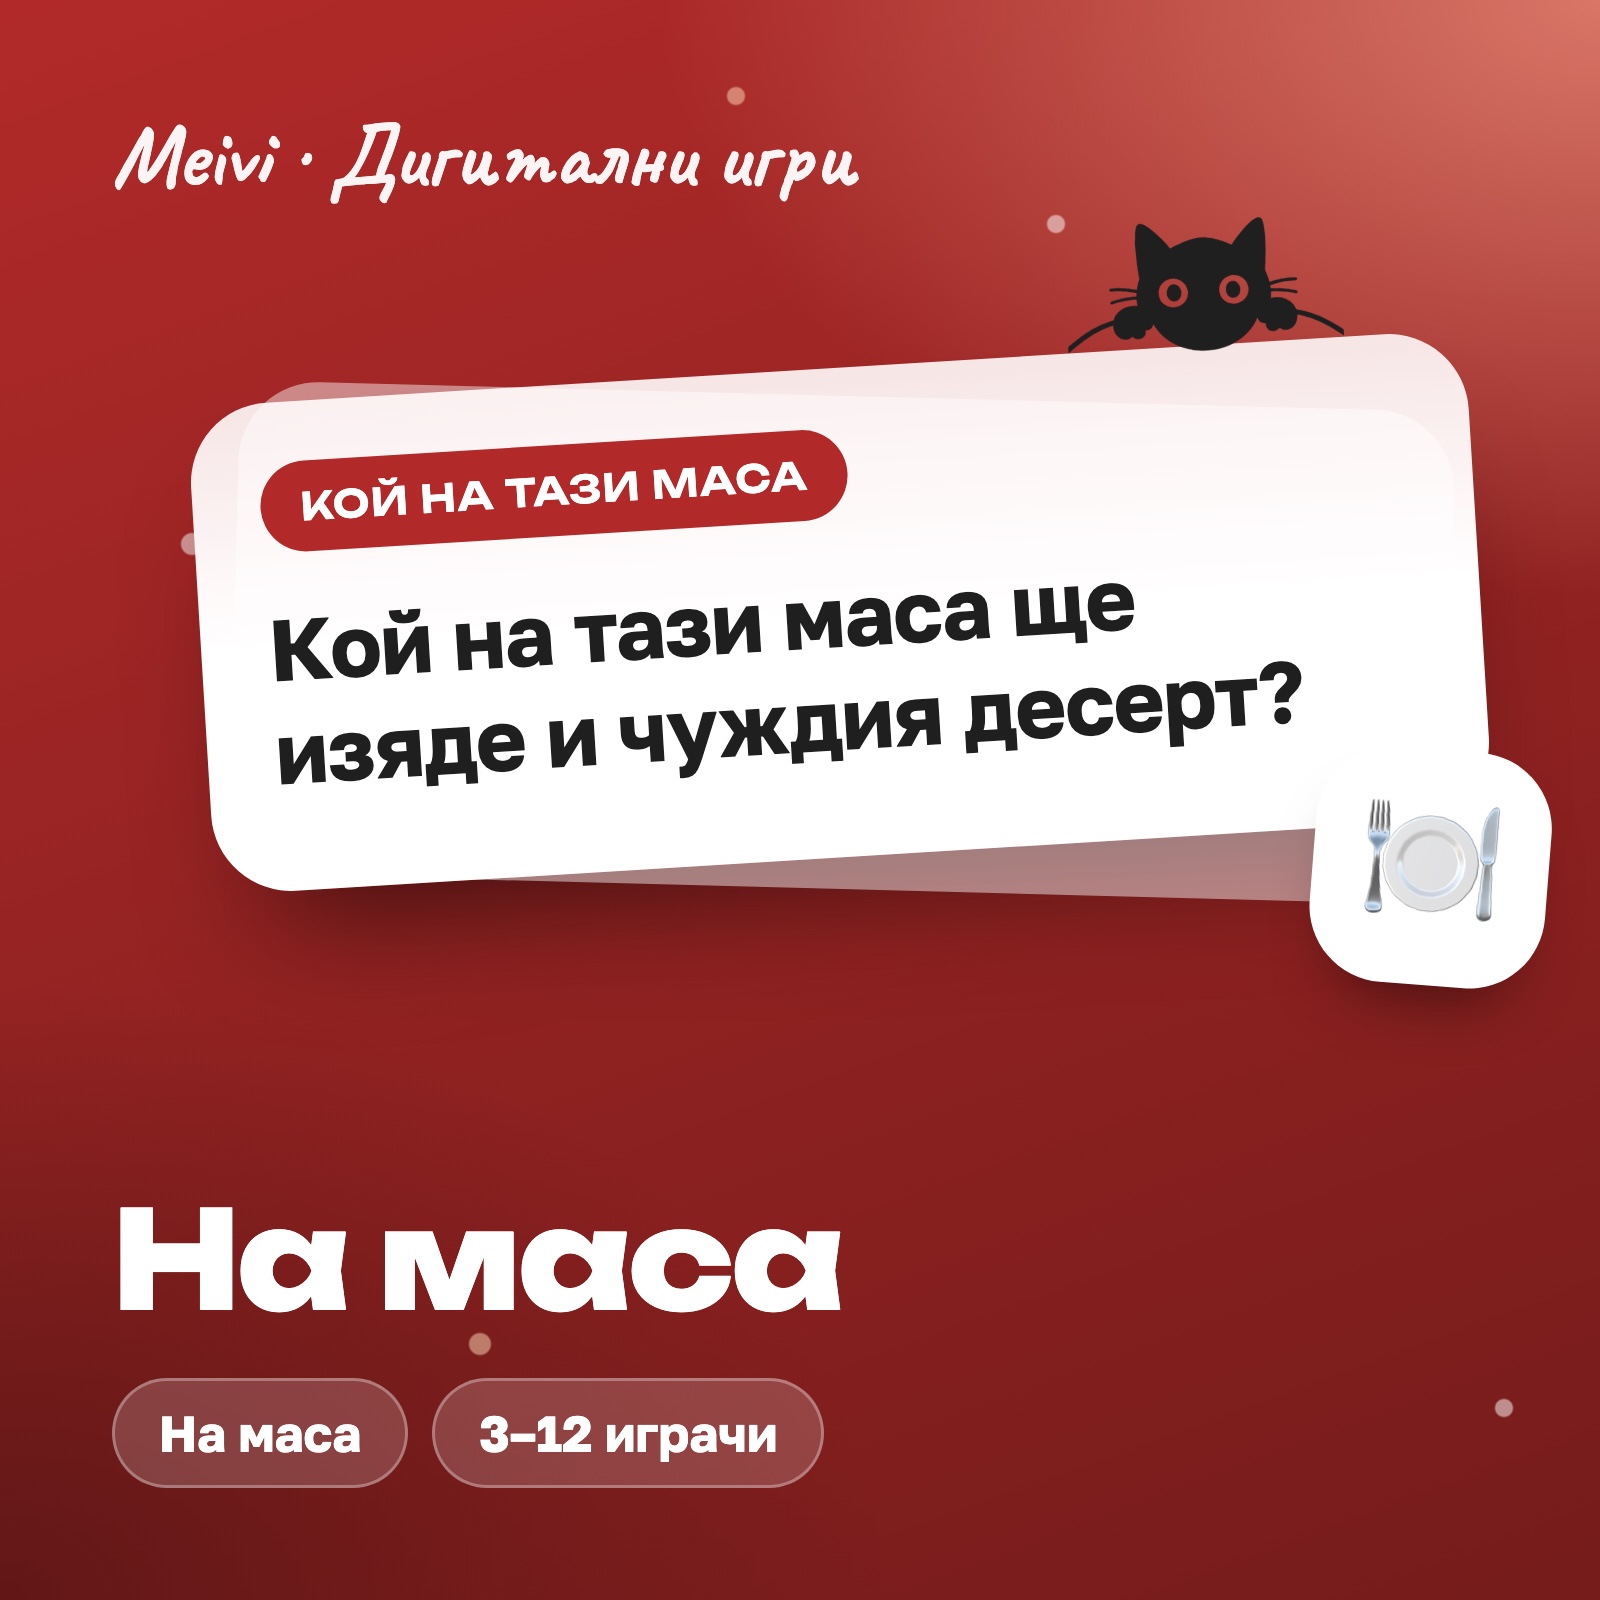 Meivi · Дигитални игри
КОЙ НА ТАЗИ МАСА
Кой на тази маса ще
изяде и чуждия десерт?
На маса
На маса
3–12 играчи